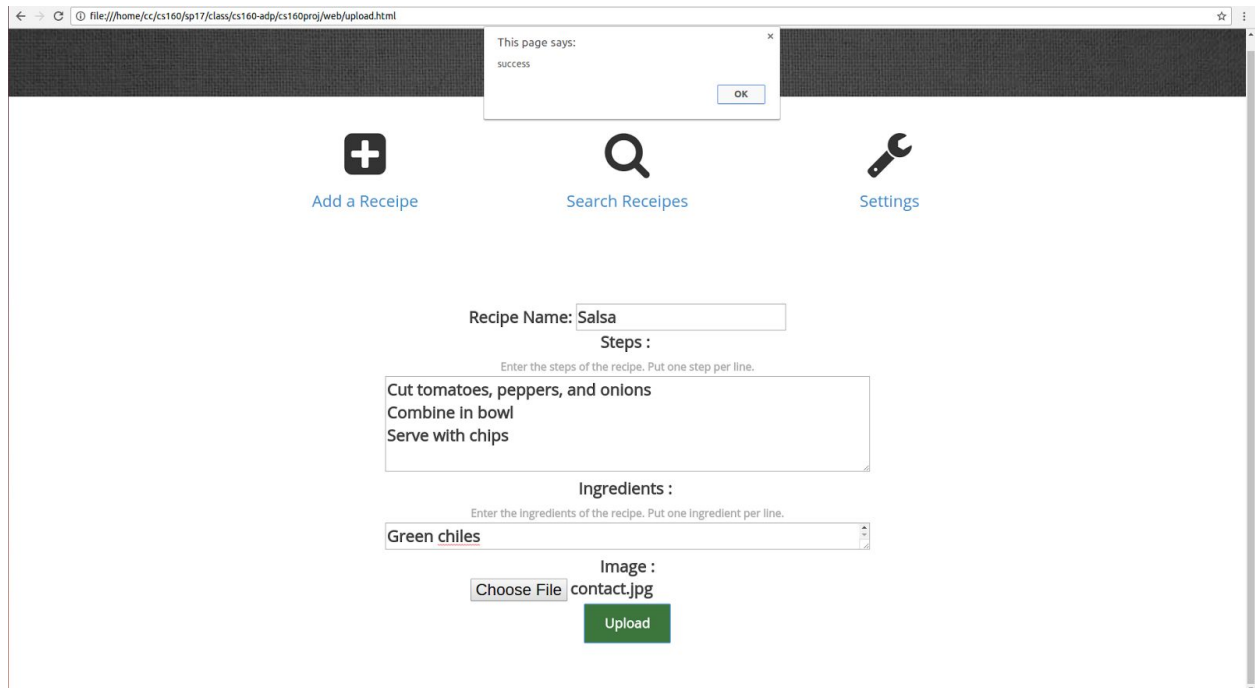 file:///home/cc/cs160/sp17/class/cs160-adp/cs160proj/web/upload.html
This page says:
success
OK
Add a Receipe
Search Receipes
Settings
Recipe Name: Salsa
Steps :
Enter the steps of the recipe. Put one step per line.
Cut tomatoes, peppers, and onions
Combine in bowl
Serve with chips
Ingredients :
Enter the ingredients of the recipe. Put one ingredient per line.
Green chiles
Image :
Choose File contact.jpg
Upload